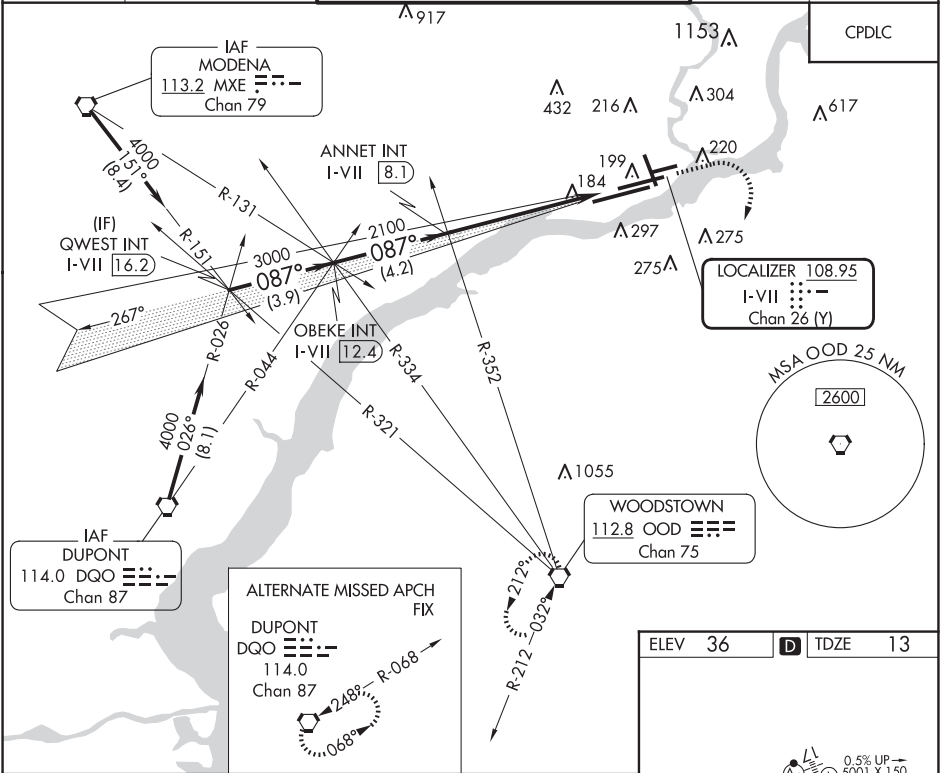 917
1153
CPDLC
IAF
MODENA
113.2 MXE
Chan 79
432
216
304
617
4000
151°
(8.4)
ANNET INT
I-VII 8.1
199
220
184
R-131
(IF)
QWEST INT
I-VII 16.2
R-151
3000
087°
(3.9)
2100
087°
(4.2)
297
275
275
267°
LOCALIZER 108.95
I-VII
Chan 26 (Y)
OBEKE INT
I-VII 12.4
R-026
R-044
R-334
R-352
R-321
MSA OOD 25 NM
2600
4000
026°
(8.1)
1055
WOODSTOWN
112.8 OOD
Chan 75
IAF
DUPONT
114.0 DQO
Chan 87
212°
032°
R-212
ALTERNATE MISSED APCH
FIX
DUPONT
DQO
114.0
Chan 87
R-068
248°
068°
ELEV 36 D TDZE 13
17
0.5% UP
5001 X 150
A